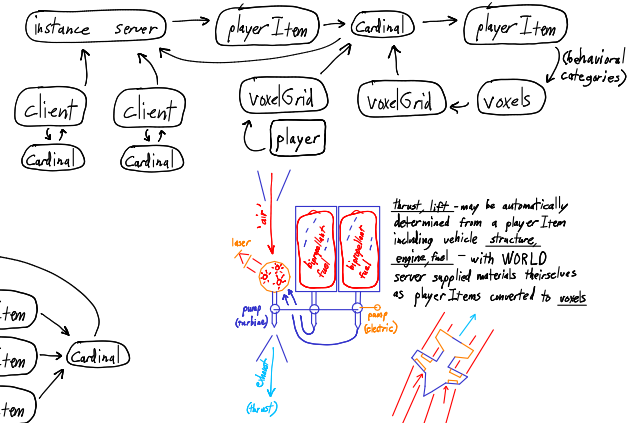 instance server
playerItem
Cardinal
playerItem
(behavioral
categories)
client
client
voxelGrid
voxelGrid
voxels
player
Cardinal
Cardinal
'air'
laser
bipropellant
fuel
bipropellant
fuel
pump
(turbine)
pump
(electric)
exhaust
(thrust)
thrust, lift - may be automatically
determined from a playerItem
including vehicle structure,
engine, fuel - with WORLD
server supplied materials theirselves
as playerItems converted to voxels
Item
Item
Item
Cardinal